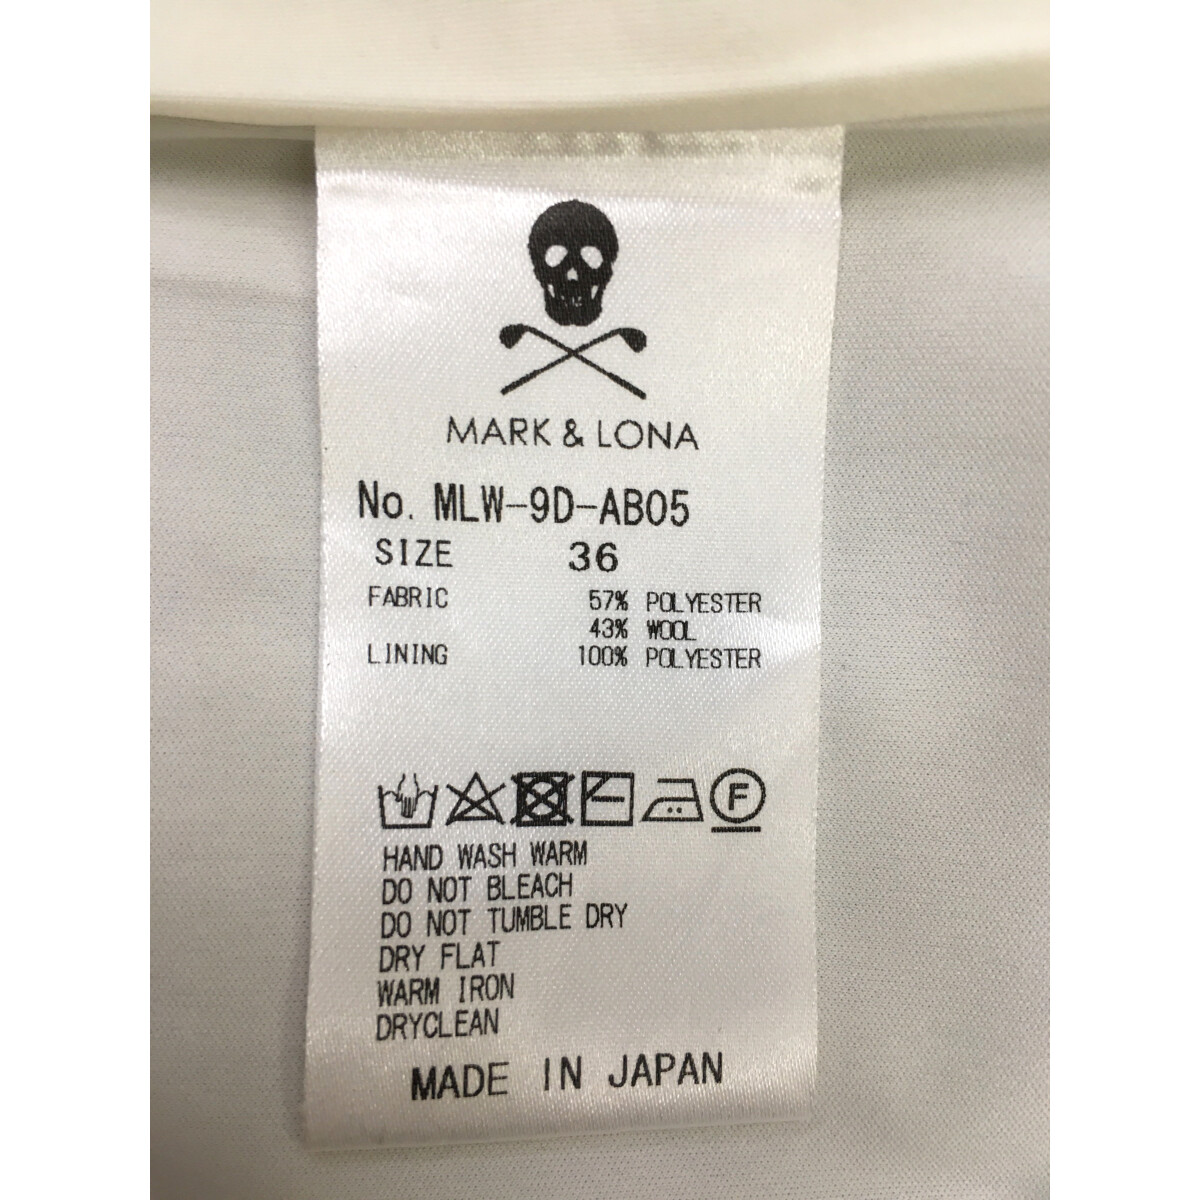 MARK & LONA
No. MLW-9D-AB05
SIZE 36
FABRIC 57% POLYESTER
43% WOOL
LINING 100% POLYESTER
F
HAND WASH WARM
DO NOT BLEACH
DO NOT TUMBLE DRY
DRY FLAT
WARM IRON
DRYCLEAN
MADE IN JAPAN